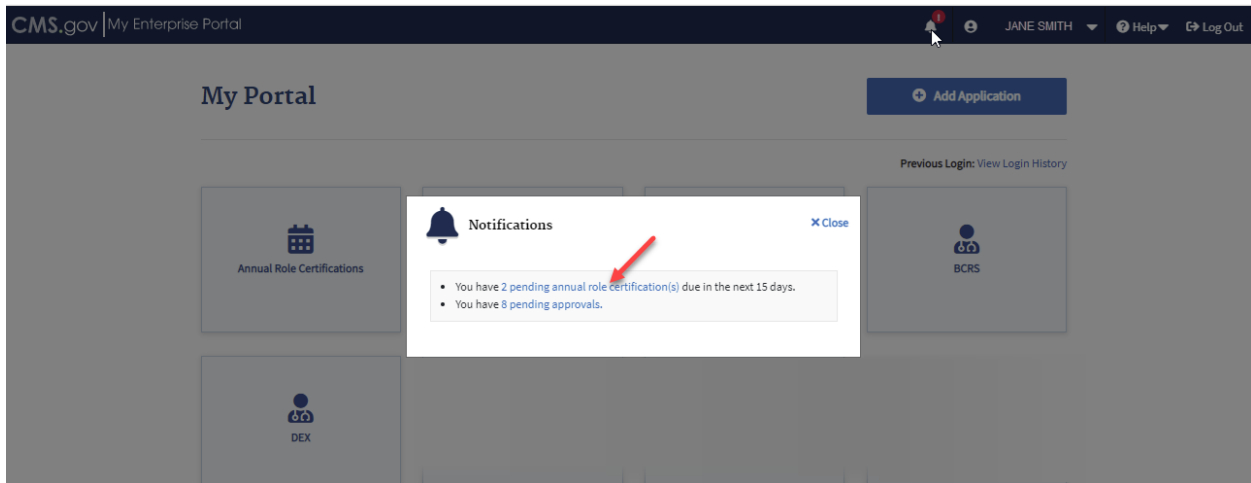 CMS.gov My Enterprise Portal
1
JANE SMITH
Help
Log Out
My Portal
Add Application
Previous Login: View Login History
Notifications
Close
Annual Role Certifications
BCRS
• You have 2 pending annual role certification(s) due in the next 15 days.
• You have 8 pending approvals.
DEX